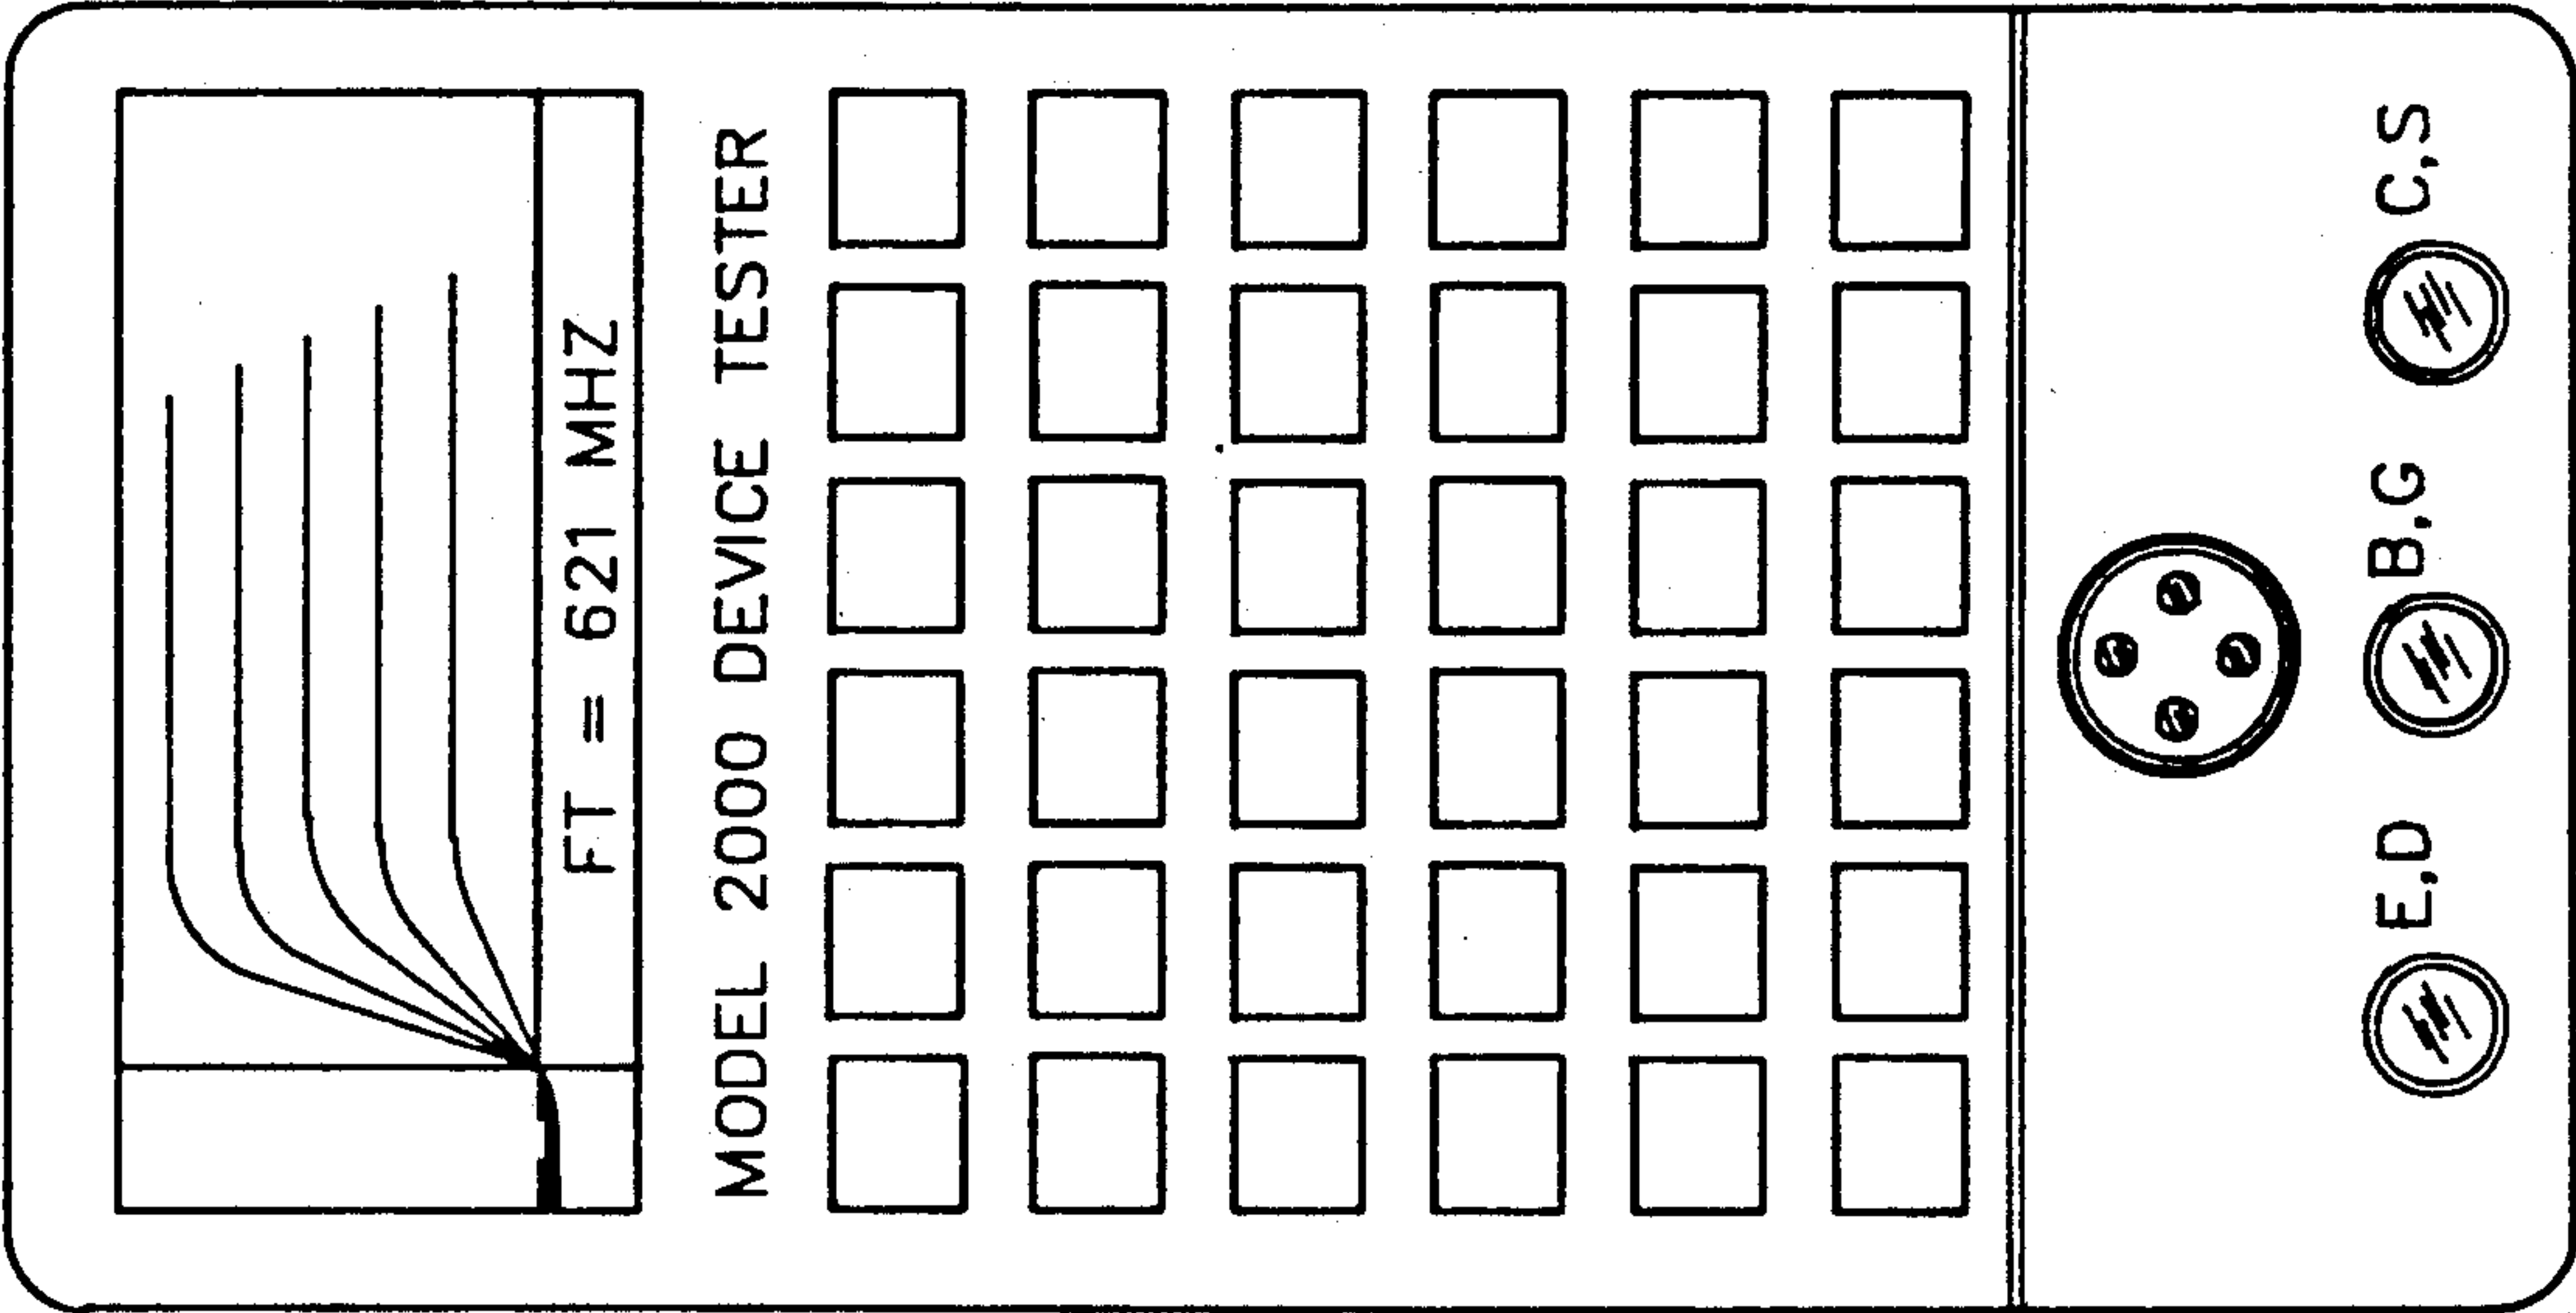 FT = 621 MHZ
MODEL 2000 DEVICE TESTER
E,D B,G C,S